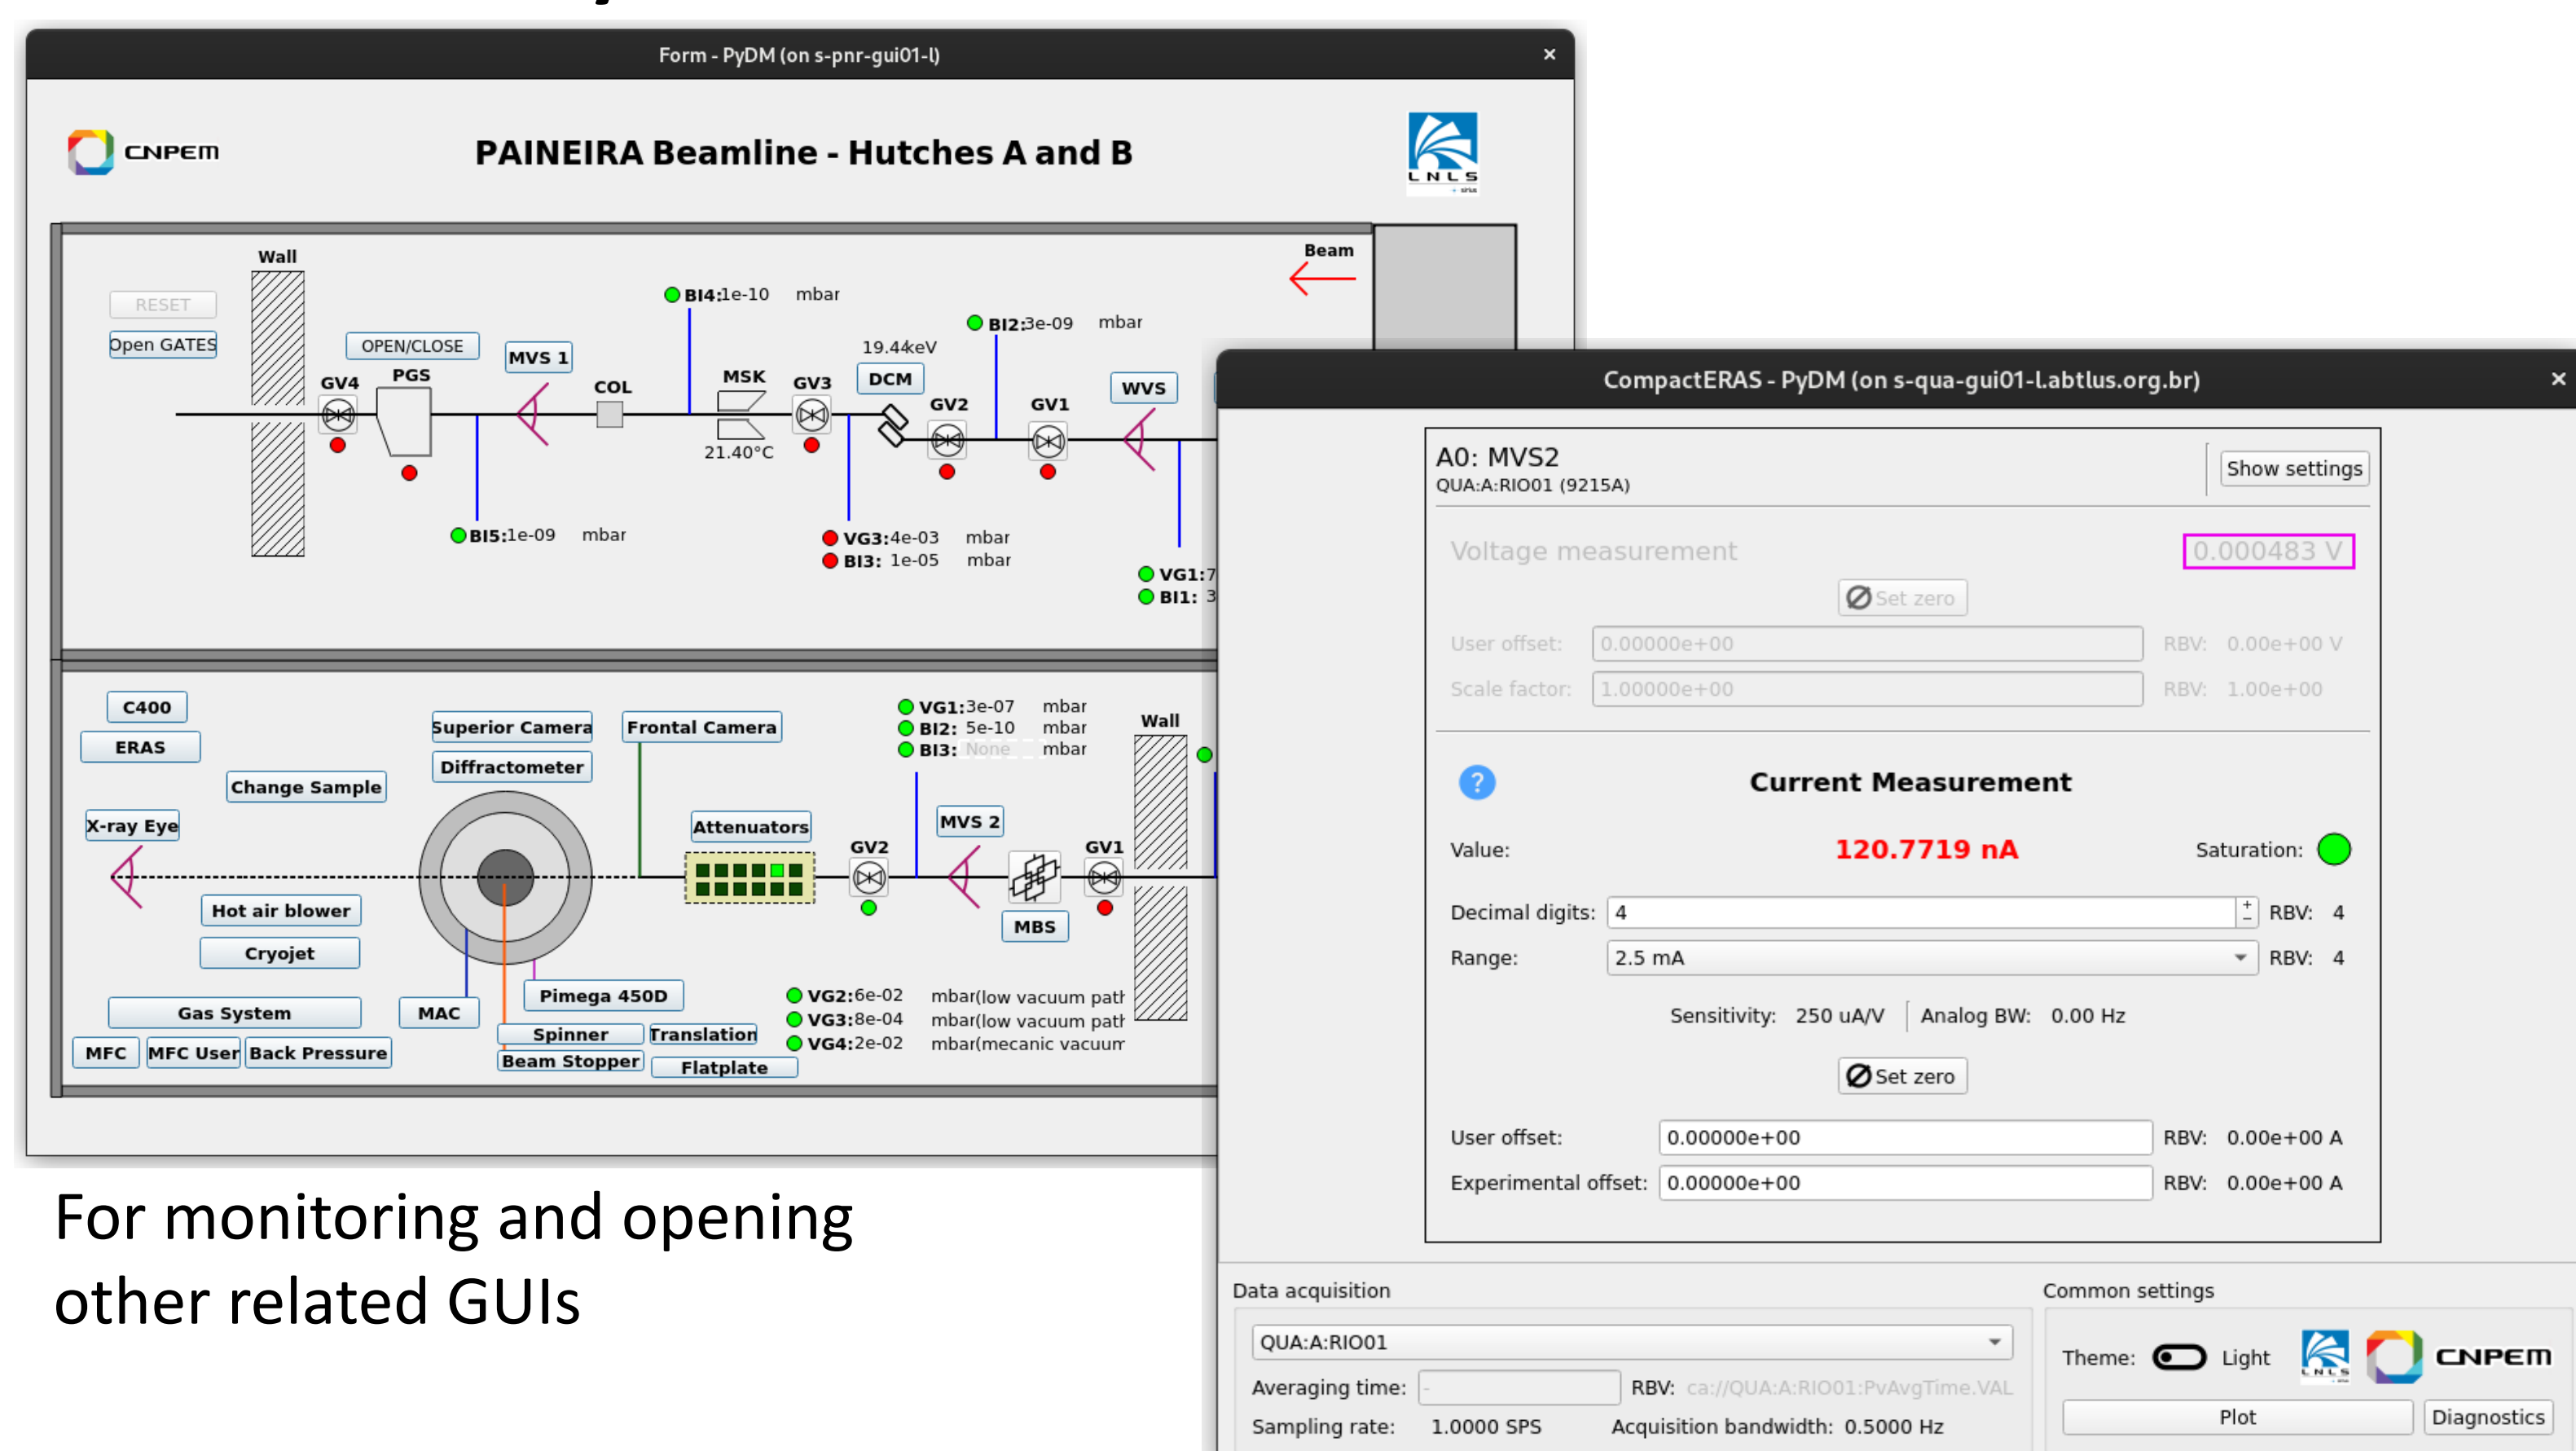 Form - PyDM (on s-pnr-gui01-l)
CNPEM
PAINEIRA Beamline - Hutches A and B
LNLS
sirius
Wall
Beam
RESET
Open GATES
BI4:1e-10 mbar
BI2:3e-09 mbar
OPEN/CLOSE
MVS 1
19.44keV
DCM
WVS
GV4
PGS
COL
MSK
GV3
GV2
GV1
21.40°C
BI5:1e-09 mbar
VG3:4e-03 mbar
BI3: 1e-05 mbar
VG1:7
BI1: 3
C400
ERAS
Superior Camera
Frontal Camera
Diffractometer
Change Sample
X-ray Eye
VG1:3e-07 mbar
BI2: 5e-10 mbar
BI3: None mbar
Wall
Attenuators
MVS 2
GV2
GV1
MBS
Hot air blower
Cryojet
Gas System
MAC
Pimega 450D
Spinner
Translation
MFC
MFC User
Back Pressure
Beam Stopper
Flatplate
VG2:6e-02 mbar(low vacuum path
VG3:8e-04 mbar(low vacuum path
VG4:2e-02 mbar(mecanic vacuum
For monitoring and opening
other related GUIs
CompactERAS - PyDM (on s-qua-gui01-l.abtlus.org.br)
A0: MVS2
QUA:A:RIO01 (9215A)
Show settings
Voltage measurement 0.000483 V
Set zero
User offset: 0.00000e+00 RBV: 0.00e+00 V
Scale factor: 1.00000e+00 RBV: 1.00e+00
? Current Measurement
Value: 120.7719 nA Saturation:
Decimal digits: 4 RBV: 4
Range: 2.5 mA RBV: 4
Sensitivity: 250 uA/V Analog BW: 0.00 Hz
Set zero
User offset: 0.00000e+00 RBV: 0.00e+00 A
Experimental offset: 0.00000e+00 RBV: 0.00e+00 A
Data acquisition
QUA:A:RIO01
Averaging time: - RBV: ca://QUA:A:RIO01:PvAvgTime.VAL
Sampling rate: 1.0000 SPS Acquisition bandwidth: 0.5000 Hz
Common settings
Theme: Light
LNLS
CNPEM
Plot
Diagnostics